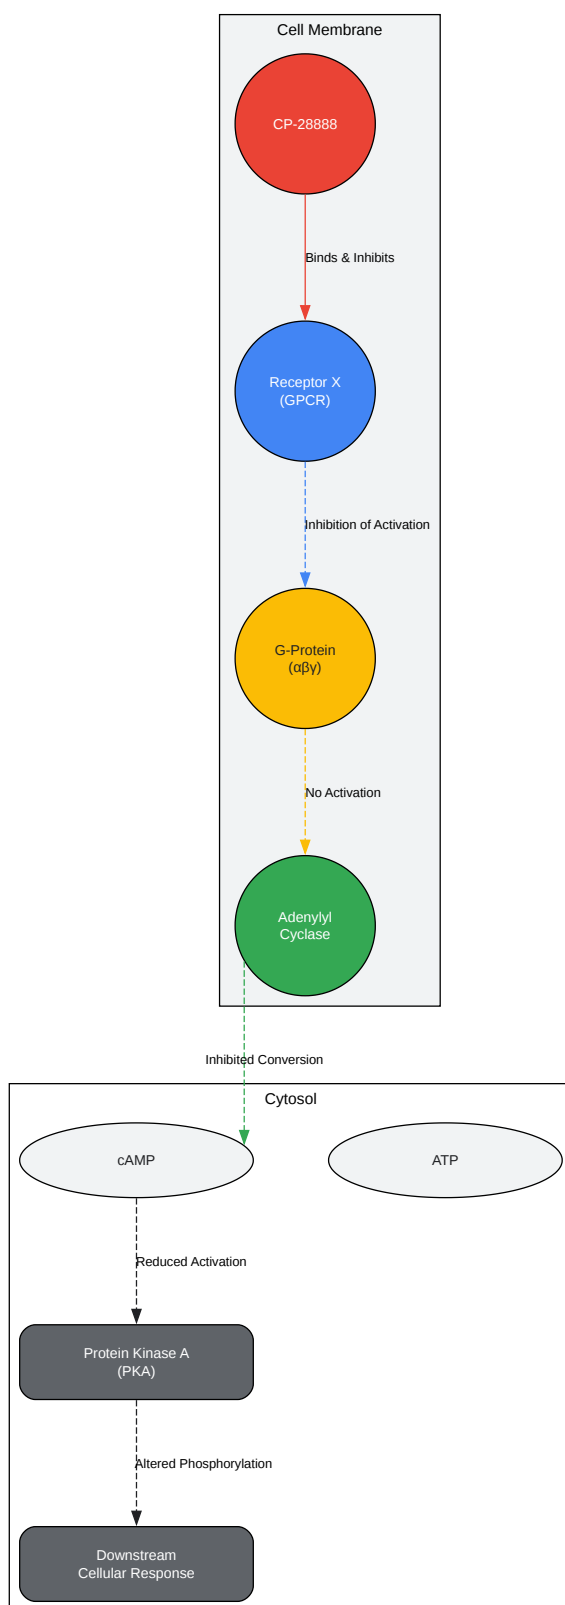 Cell Membrane
CP-28888
Binds & Inhibits
Receptor X
(GPCR)
Inhibition of Activation
G-Protein
(αβγ)
No Activation
Adenylyl
Cyclase
Inhibited Conversion
Cytosol
cAMP
ATP
Reduced Activation
Protein Kinase A
(PKA)
Altered Phosphorylation
Downstream
Cellular Response